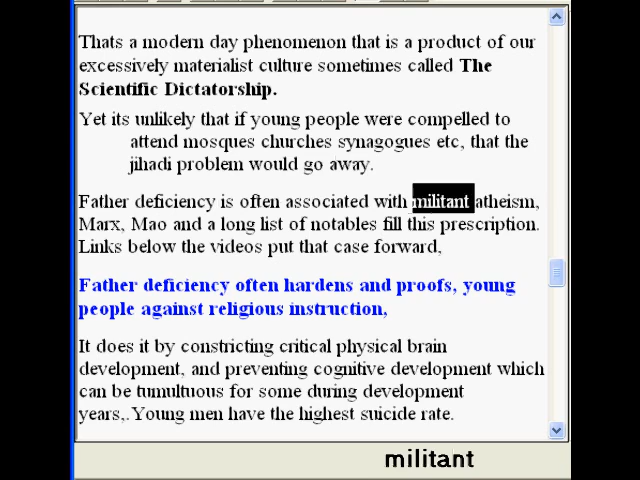 Thats a modern day phenomenon that is a product of our
excessively materialist culture sometimes called The
Scientific Dictatorship.
Yet its unlikely that if young people were compelled to
attend mosques churches synagogues etc, that the
jihadi problem would go away.
Father deficiency is often associated with militant atheism,
Marx, Mao and a long list of notables fill this prescription.
Links below the videos put that case forward,
Father deficiency often hardens and proofs, young
people against religious instruction,
It does it by constricting critical physical brain
development, and preventing cognitive development which
can be tumultuous for some during development
years,.Young men have the highest suicide rate.
militant